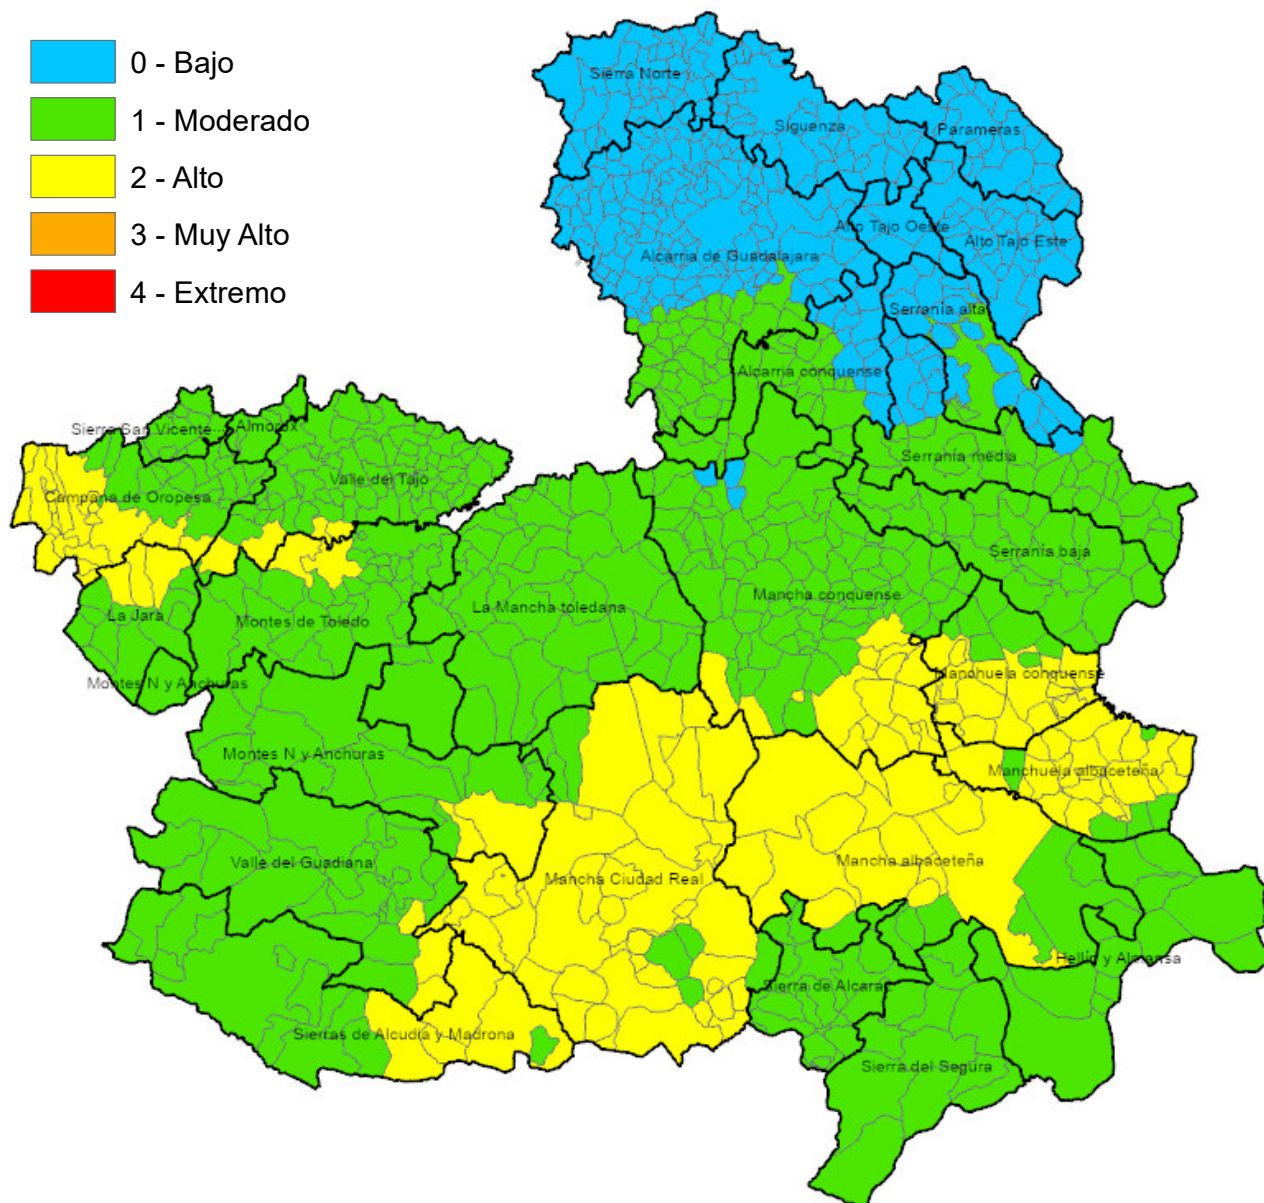 0 - Bajo
1 - Moderado
2 - Alto
3 - Muy Alto
4 - Extremo
Sierra Norte
Siguenza
Parameras
Alto Tajo Oeste
Alto Tajo Este
Alcarria de Guadalajara
Serranía alta
Alcarria conquense
Sierra San Vicente
Almorox
Serranía media
Valle del Tajo
Campana de Oropesa
Serranía baja
Mancha conquense
La Mancha toledana
La Jara
Montes de Toledo
Manchuela conquense
Montes N y Anchuras
Montes N y Anchuras
Manchuela albaceteña
Valle del Guadiana
Mancha albaceteña
Mancha Ciudad Real
Hellín y Almansa
Sierra de Alcaraz
Sierras de Alcudia y Madrona
Sierra del Segura